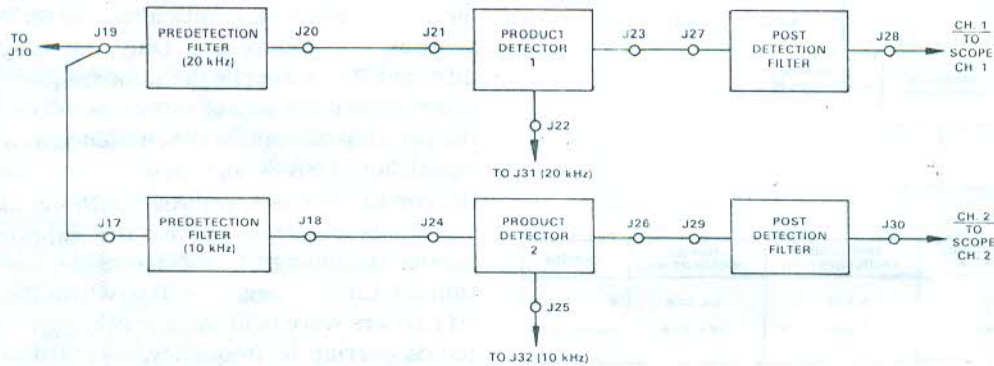 TO
J10
J19
PREDETECTION
FILTER
(20 kHz)
J20
J21
PRODUCT
DETECTOR
1
J23
J27
POST
DETECTION
FILTER
J28
CH. 1
TO
SCOPE
CH. 1
J22
TO J31 (20 kHz)
J17
PREDETECTION
FILTER
(10 kHz)
J18
J24
PRODUCT
DETECTOR
2
J26
J29
POST
DETECTION
FILTER
J30
CH. 2
TO
SCOPE
CH. 2
J25
TO J32 (10 kHz)